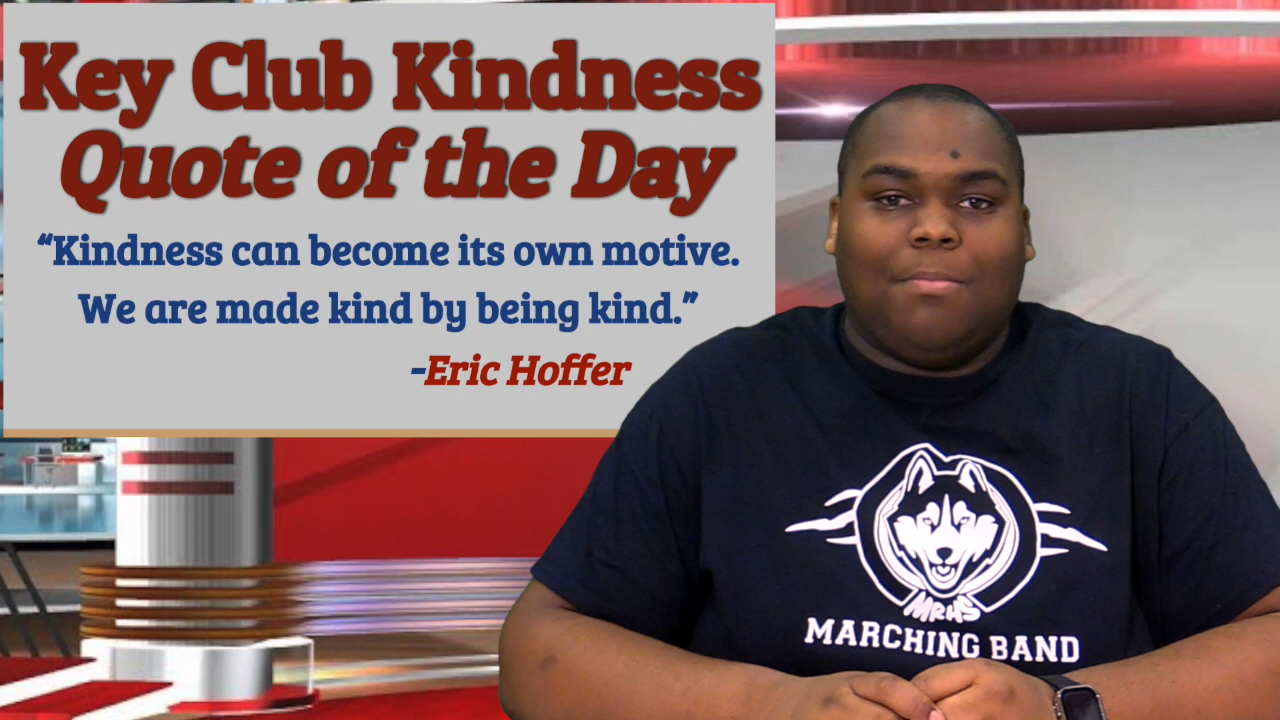 Key Club Kindness
Quote of the Day
“Kindness can become its own motive.
We are made kind by being kind.”
-Eric Hoffer
MRHS
MARCHING BAND